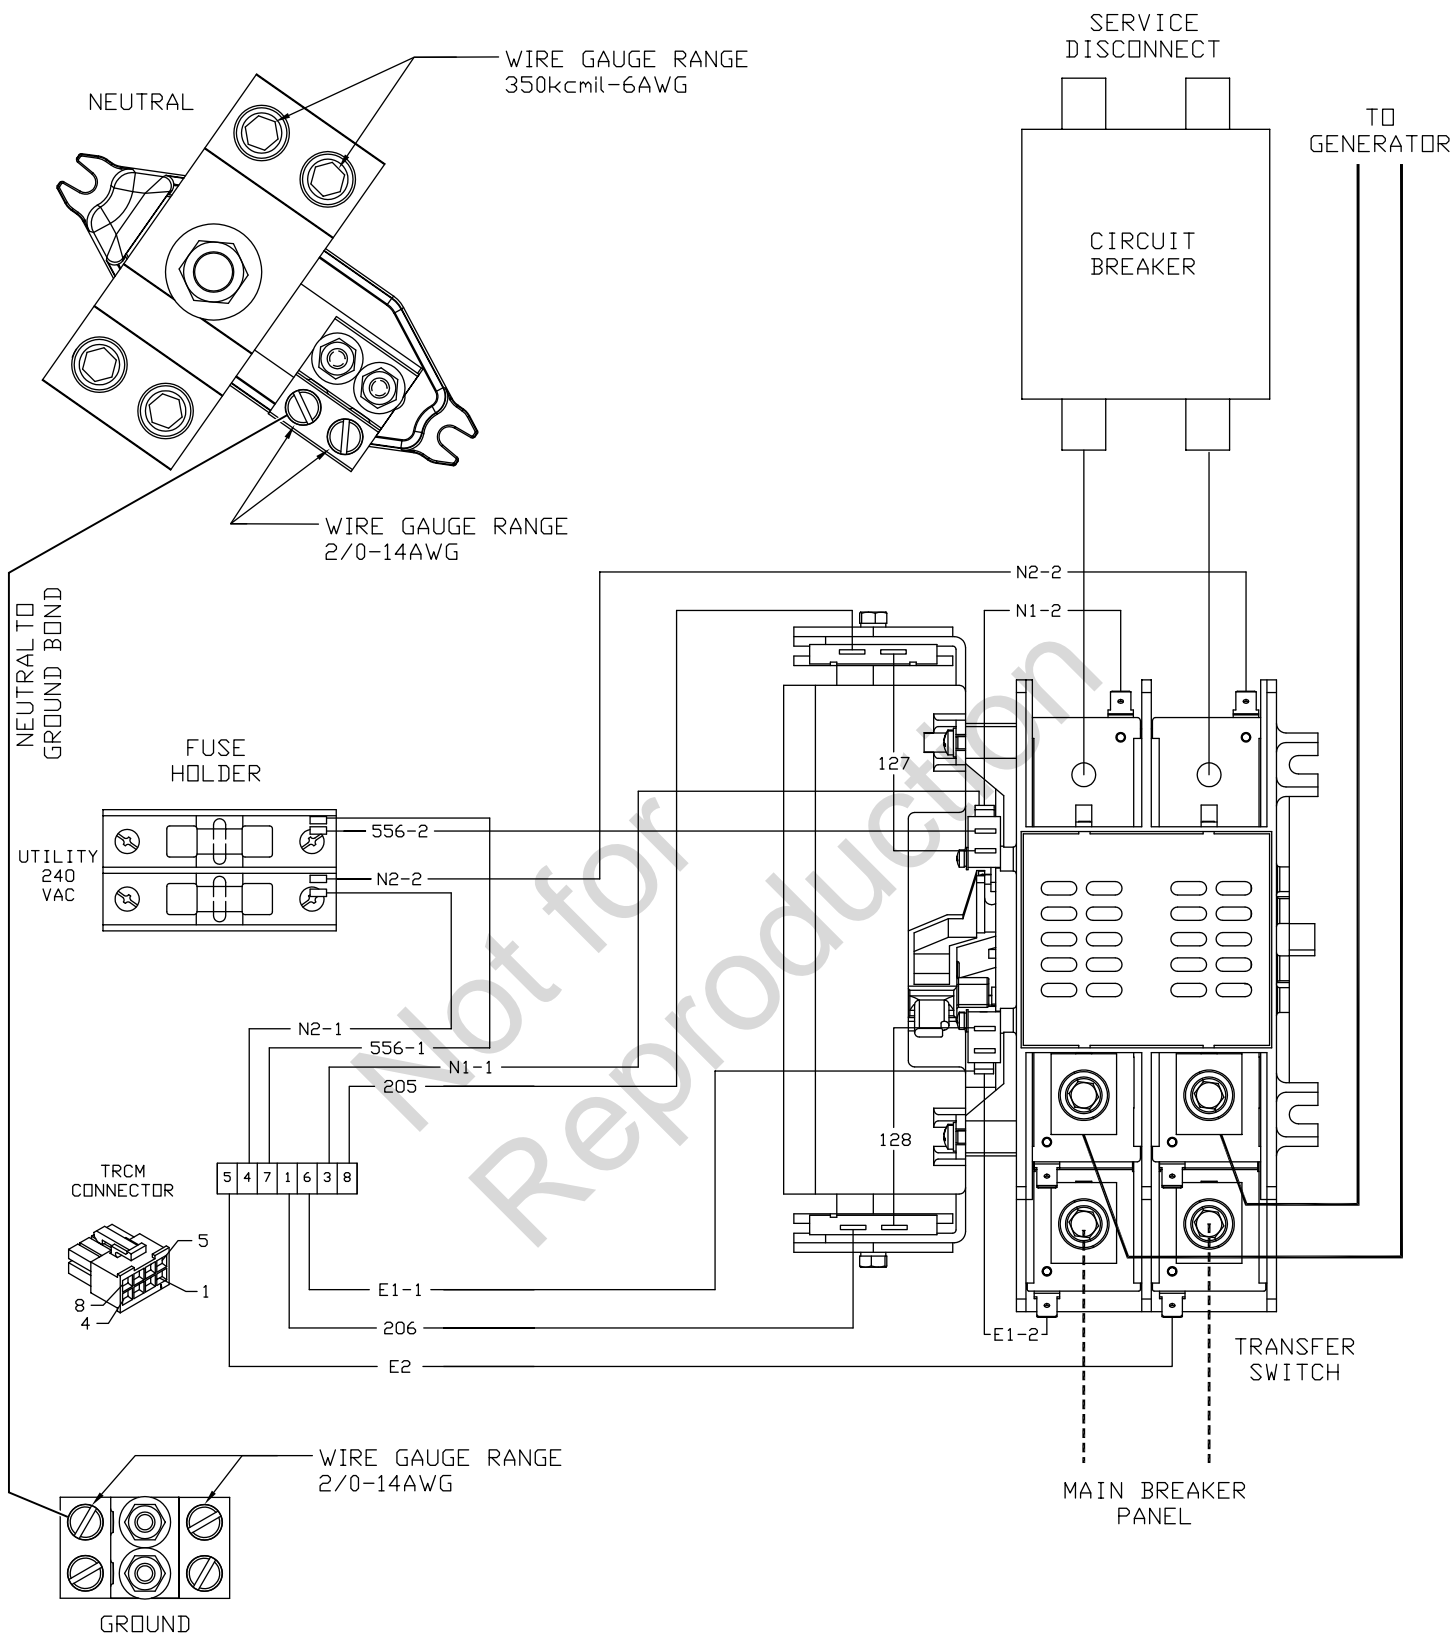 SERVICE
DISCONNECT
WIRE GAUGE RANGE
350kcmil-6AWG
NEUTRAL
TO
GENERATOR
CIRCUIT
BREAKER
WIRE GAUGE RANGE
2/0-14AWG
N2-2
N1-2
NEUTRAL TO
GROUND BOND
FUSE
HOLDER
127
556-2
UTILITY
240
VAC
N2-2
N2-1
556-1
N1-1
205
128
TRCM
CONNECTOR
5 4 7 1 6 3 8
5
1
8
4
E1-1
206
E1-2
E2
TRANSFER
SWITCH
WIRE GAUGE RANGE
2/0-14AWG
MAIN BREAKER
PANEL
GROUND
Not for
Reproduction